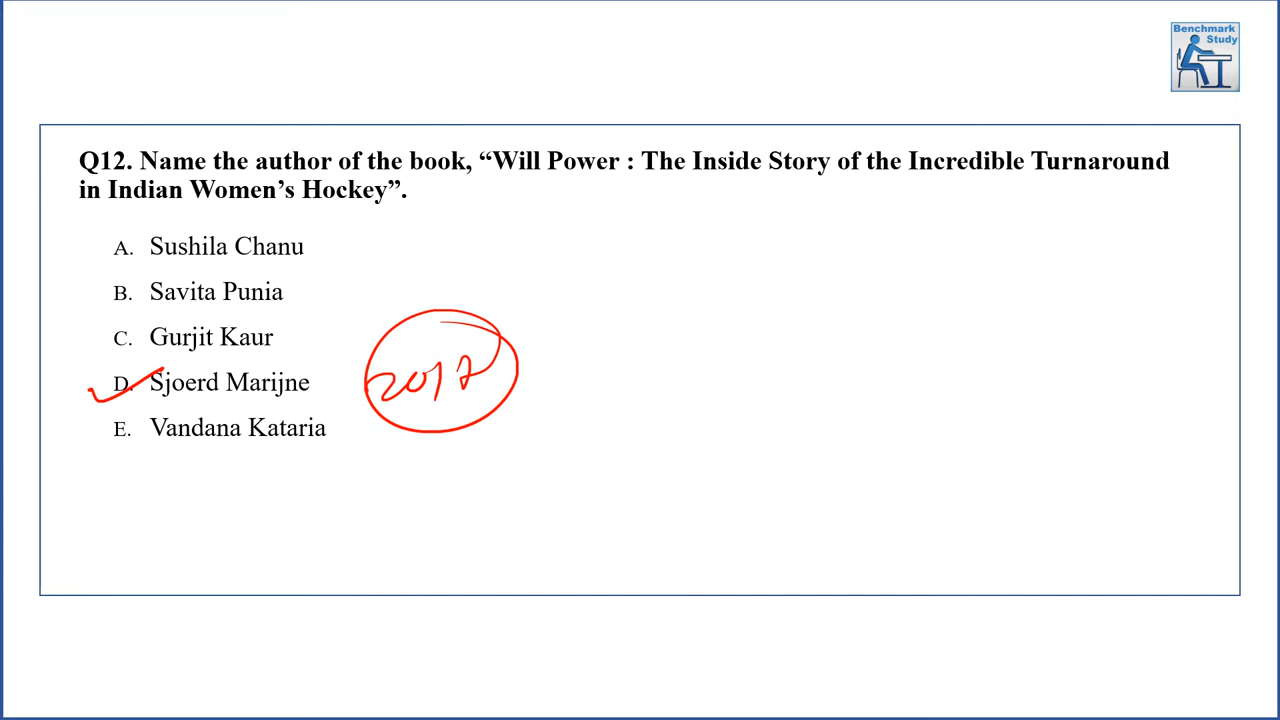 Benchmark
Study
Q12. Name the author of the book, “Will Power : The Inside Story of the Incredible Turnaround
in Indian Women’s Hockey”.
A. Sushila Chanu
B. Savita Punia
C. Gurjit Kaur
D. Sjoerd Marijne
E. Vandana Kataria
2017